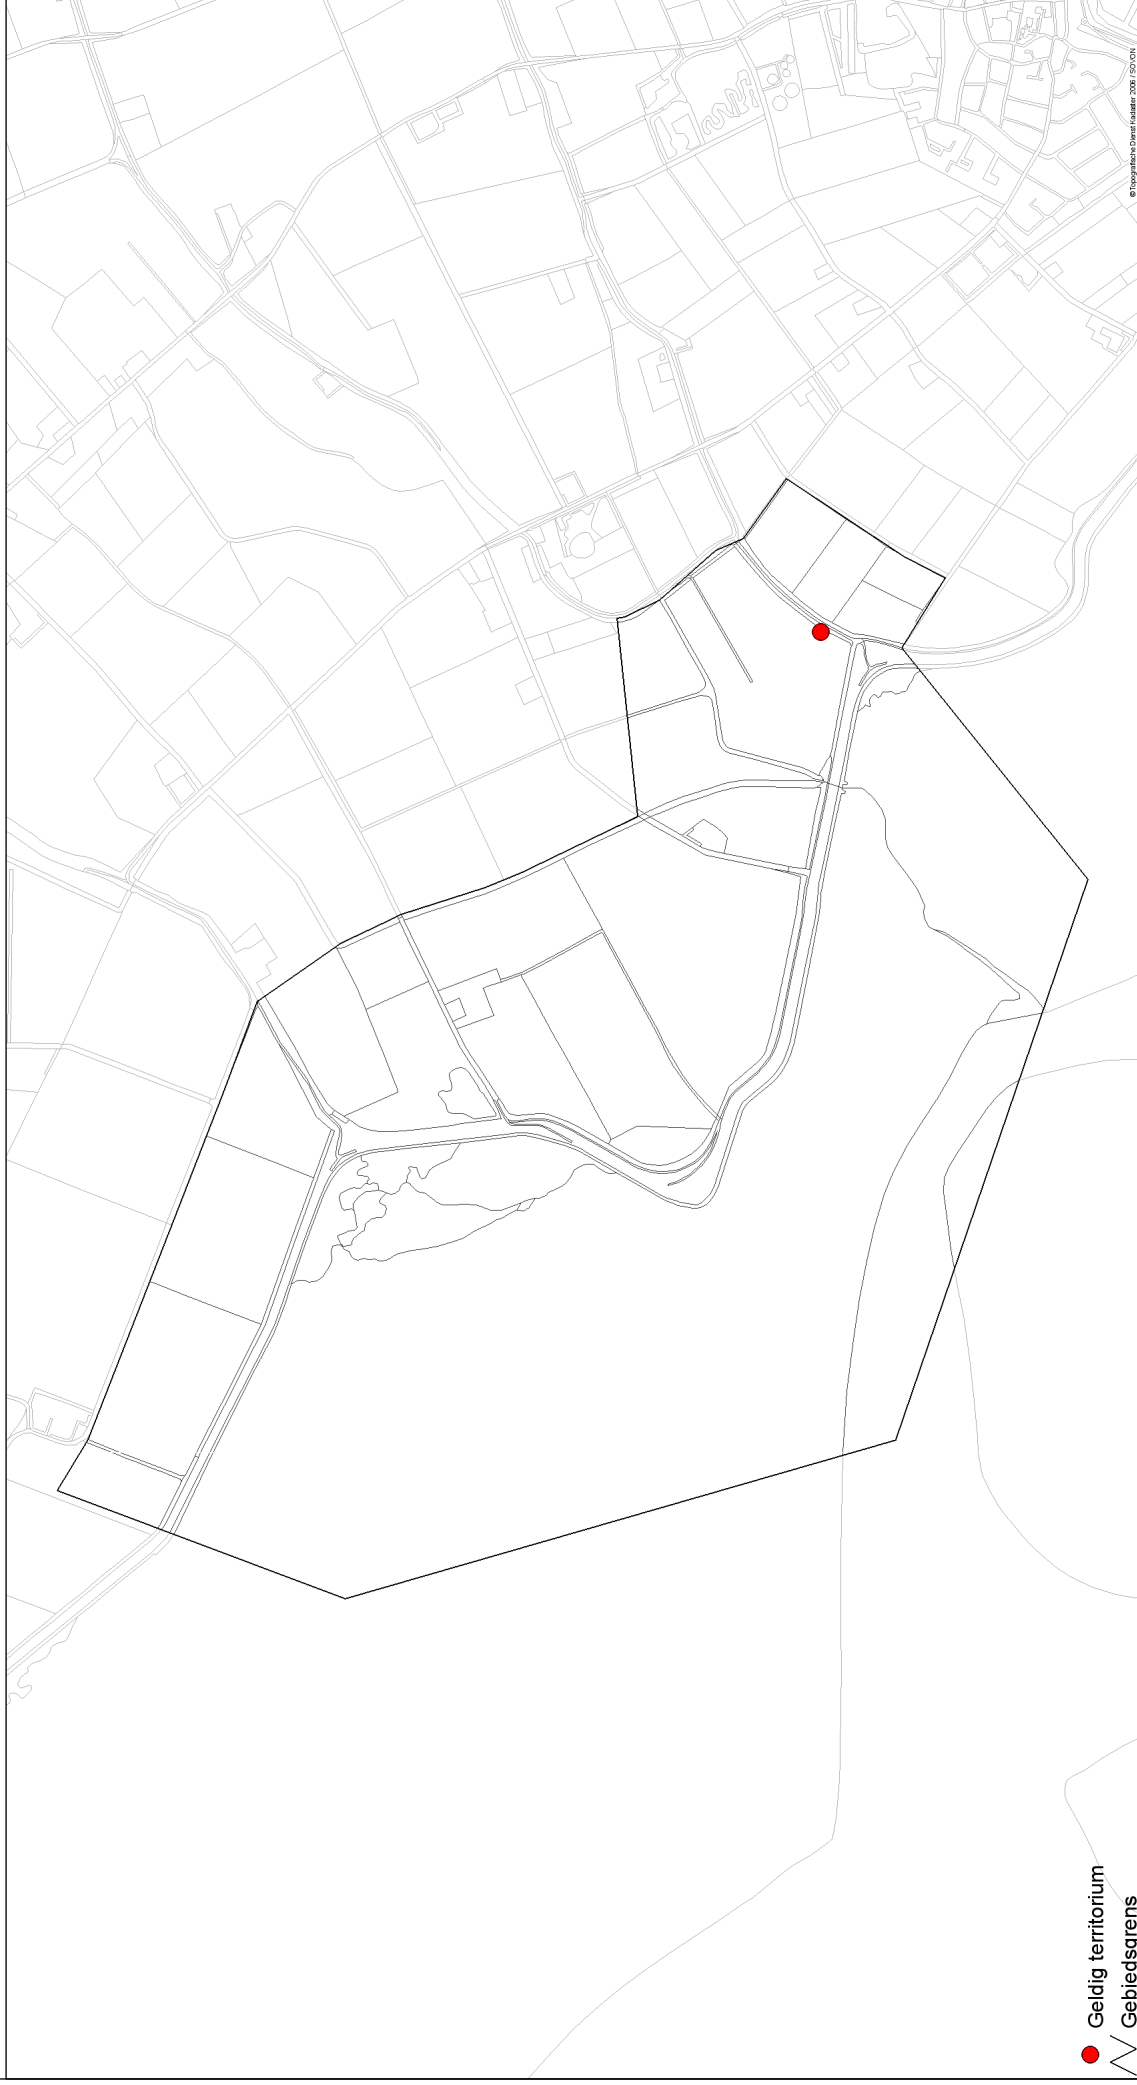 Geldig territorium
Gebiedsgrens
© Topografische Dienst Kadaster 2006 / SOVON